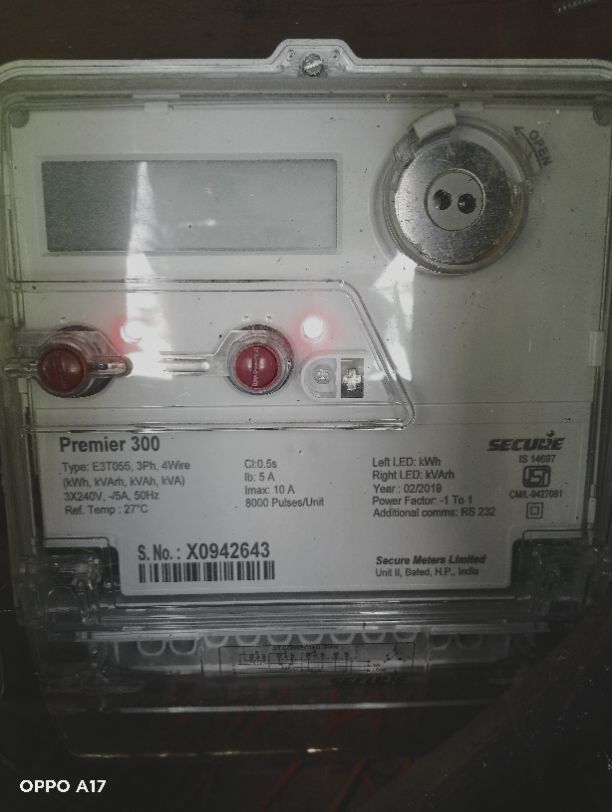 OPEN
Premier 300
Type: E3T055, 3Ph, 4Wire
(kWh, kVArh, kVAh, kVA)
3X240V, -/5A, 50Hz
Ref. Temp : 27°C
Cl:0.5s
Ib: 5 A
Imax: 10 A
8000 Pulses/Unit
Left LED: kWh
Right LED: kVArh
Year : 02/2019
Power Factor: -1 To 1
Additional comms: RS 232
SECURE
IS 14697
CM/L-9427081
S. No. : X0942643
Secure Meters Limited
Unit II, Bated, H.P., India
SECURE
OPPO A17